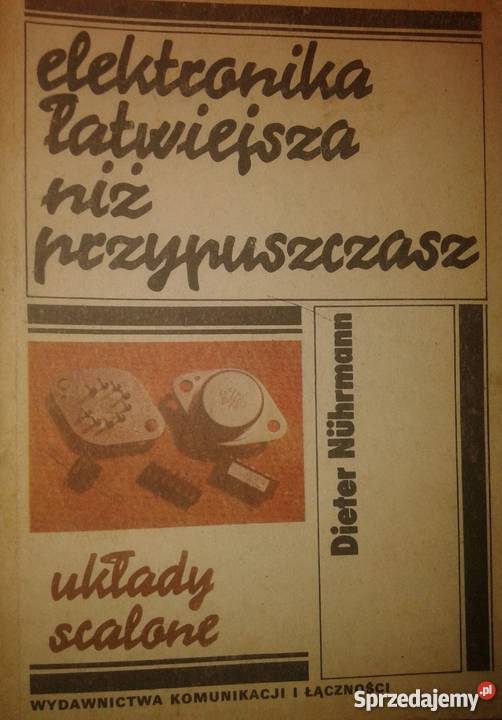 elektronika
łatwiejsza
niż
przypuszczasz
Dieter Nührmann
układy
scalone
WYDAWNICTWA KOMUNIKACJI I ŁĄCZNOŚCI
Sprzedajemy.pl